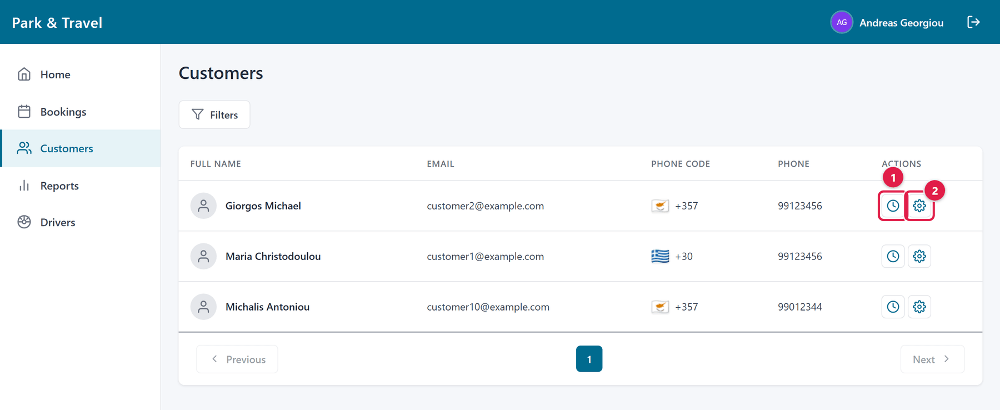 Park & Travel
AG Andreas Georgiou
Home
Bookings
Customers
Reports
Drivers
Customers
Filters
FULL NAME EMAIL PHONE CODE PHONE ACTIONS
1
2
Giorgos Michael customer2@example.com +357 99123456
Maria Christodoulou customer1@example.com +30 99123456
Michalis Antoniou customer10@example.com +357 99012344
Previous 1 Next